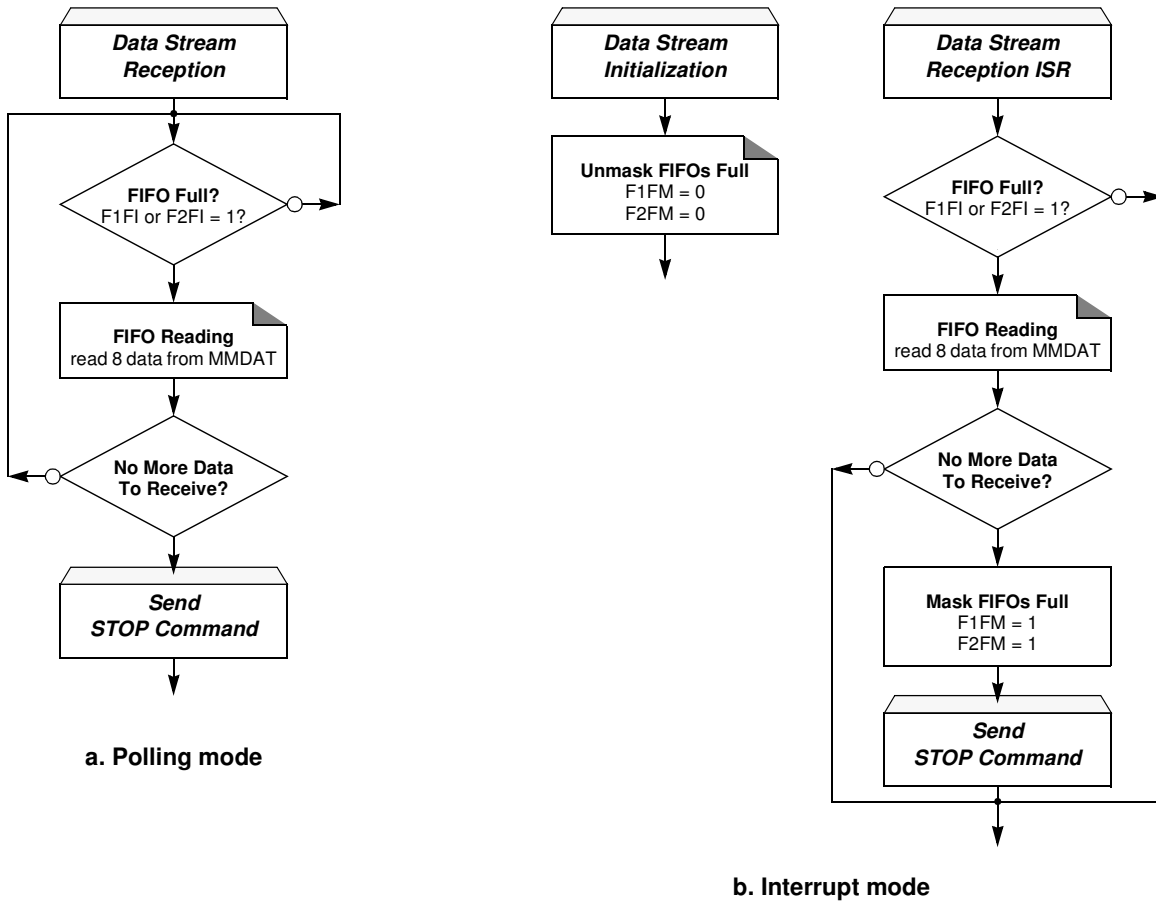 Data Stream
Reception
FIFO Full?
F1FI or F2FI = 1?
FIFO Reading
read 8 data from MMDAT
No More Data
To Receive?
Send
STOP Command
a. Polling mode
Data Stream
Initialization
Unmask FIFOs Full
F1FM = 0
F2FM = 0
Data Stream
Reception ISR
FIFO Full?
F1FI or F2FI = 1?
FIFO Reading
read 8 data from MMDAT
No More Data
To Receive?
Mask FIFOs Full
F1FM = 1
F2FM = 1
Send
STOP Command
b. Interrupt mode